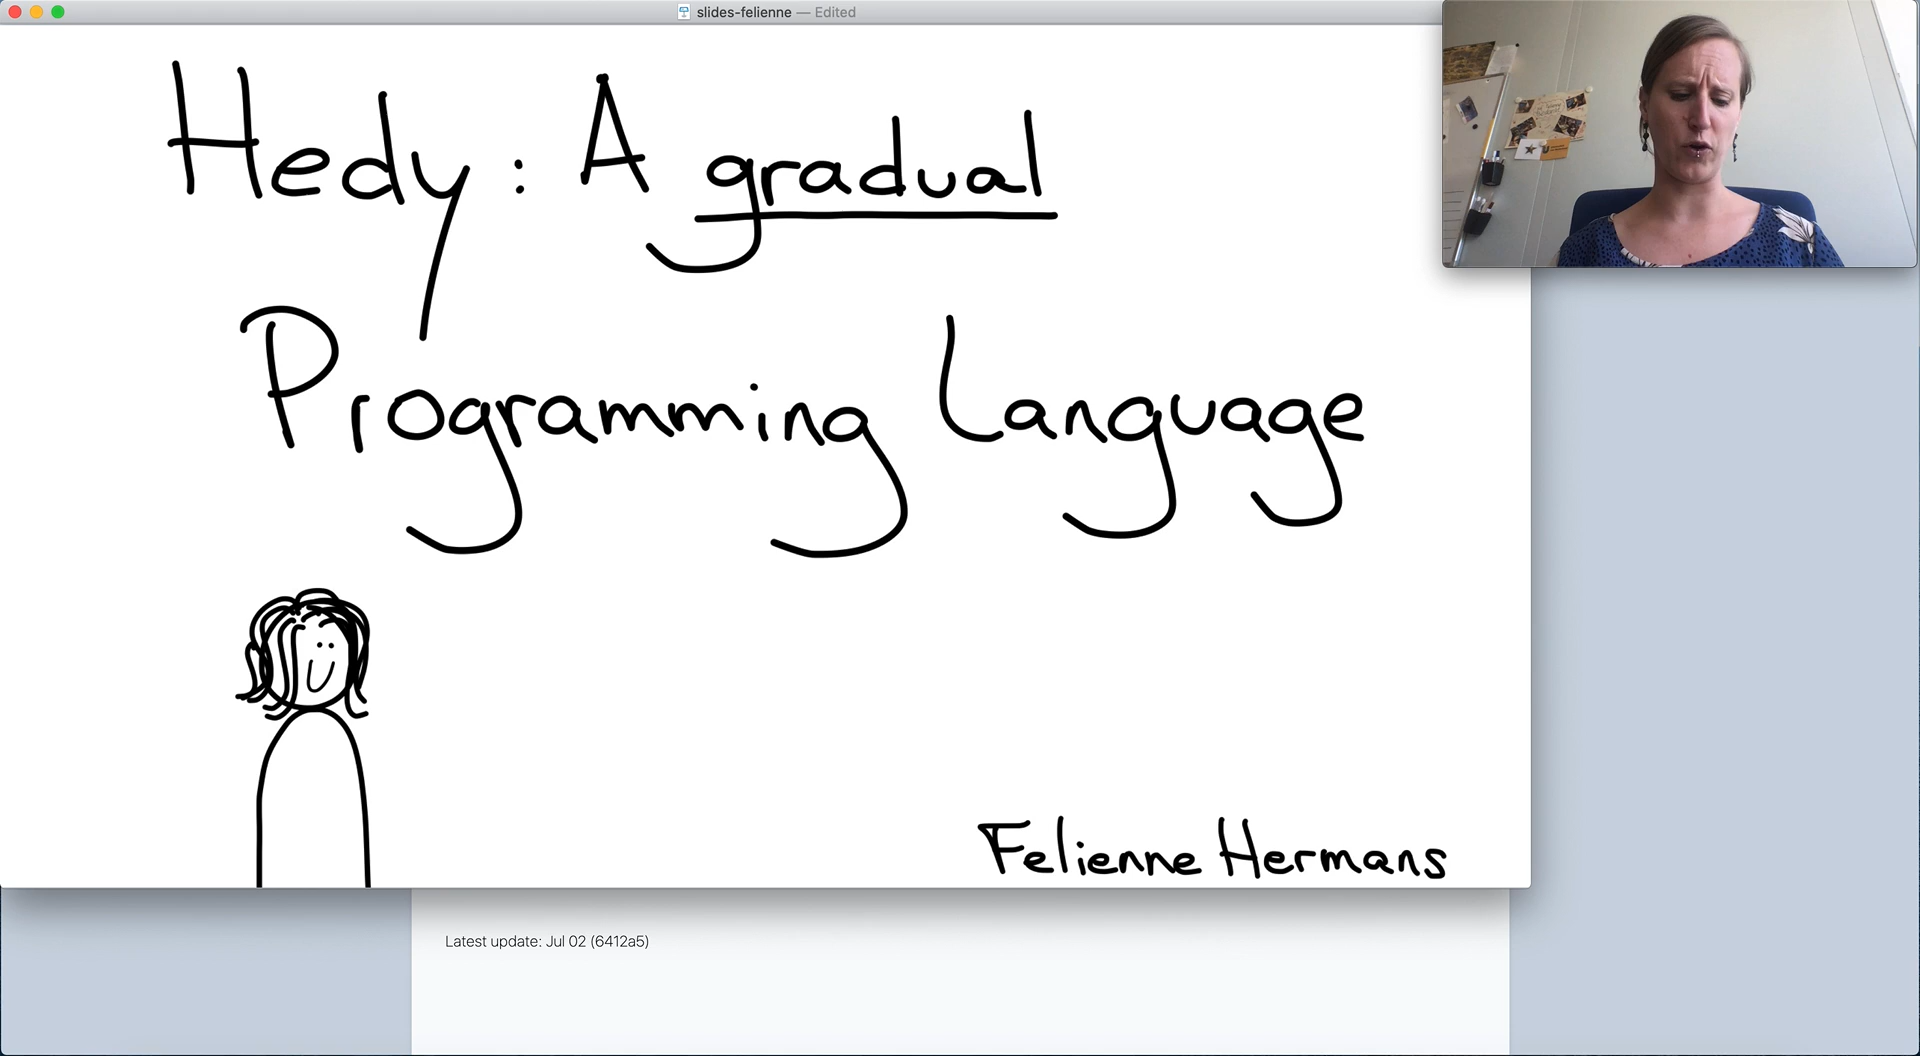 slides-felienne — Edited
Hedy: A gradual
Programming Language
Felienne Hermans
Latest update: Jul 02 (6412a5)